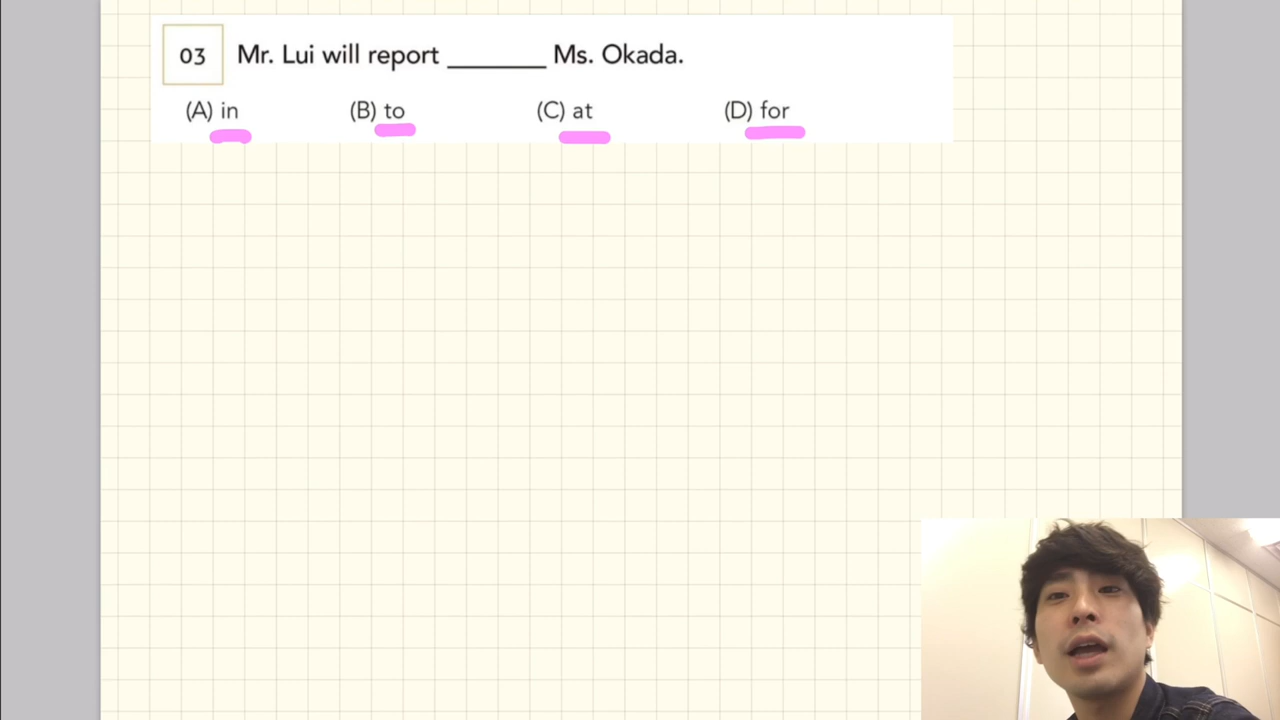 03 Mr. Lui will report ________ Ms. Okada.
(A) in (B) to (C) at (D) for